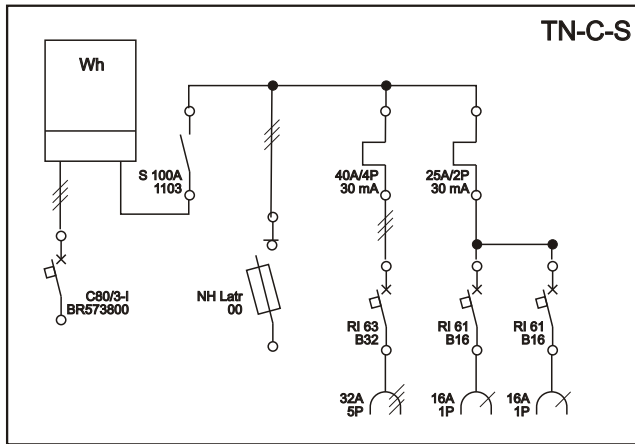 TN-C-S
Wh
S 100A
1103
40A/4P
30 mA
25A/2P
30 mA
C80/3-I
BR573800
NH Latr
00
RI 63
B32
RI 61
B16
RI 61
B16
32A
5P
16A
1P
16A
1P